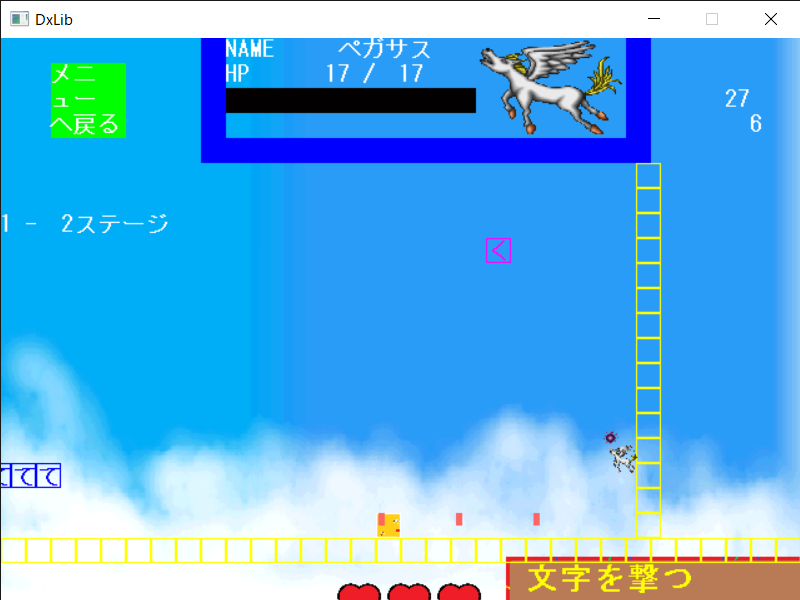 DxLib
NAME ペガサス
HP 17 / 17
メニ
ュー
へ戻る
27
6
1 - 2ステージ
く
ててて
文字を撃つ